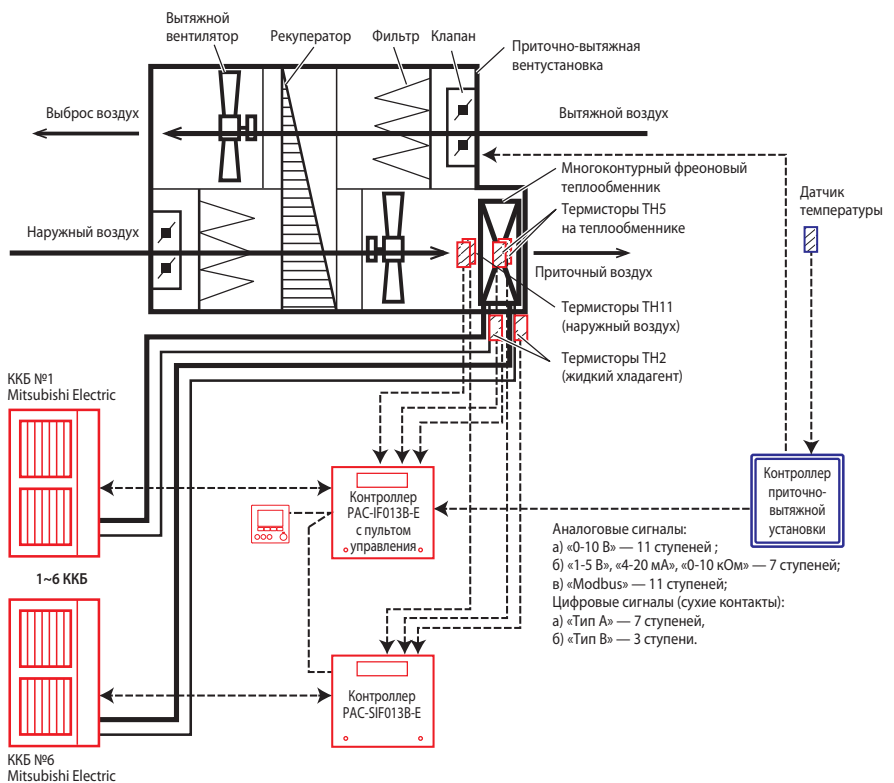 Вытяжной
вентилятор
Рекуператор
Фильтр
Клапан
Приточно-вытяжная
вентустановка
Выброс воздух
Вытяжной воздух
Многоконтурный фреоновый
теплообменник
Термисторы TH5
на теплообменнике
Датчик
температуры
Наружный воздух
Приточный воздух
Термисторы TH11
(наружный воздух)
Термисторы TH2
(жидкий хладагент)
ККБ №1
Mitsubishi Electric
Контроллер
PAC-IF013B-E
с пультом
управления
Контроллер
приточно-
вытяжной
установки
Аналоговые сигналы:
а) «0-10 В» — 11 ступеней ;
б) «1-5 В», «4-20 мА», «0-10 кОм» — 7 ступеней;
в) «Modbus» — 11 ступеней;
Цифровые сигналы (сухие контакты):
а) «Тип А» — 7 ступеней,
б) «Тип В» — 3 ступени.
1~6 ККБ
Контроллер
PAC-SIF013B-E
ККБ №6
Mitsubishi Electric